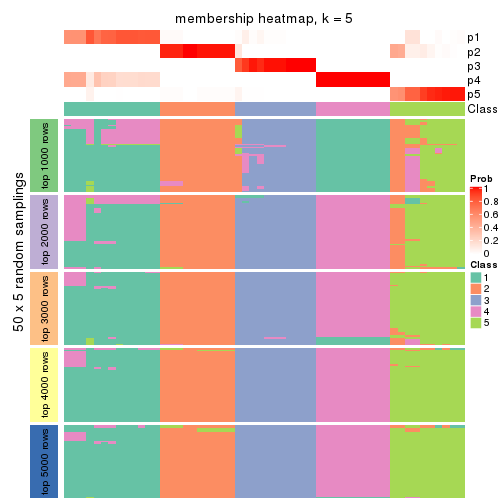 membership heatmap, k = 5
p1
p2
p3
p4
p5
Class
50 x 5 random samplings
top 1000 rows
top 2000 rows
top 3000 rows
top 4000 rows
top 5000 rows
Prob
1
0.8
0.6
0.4
0.2
0
Class
1
2
3
4
5